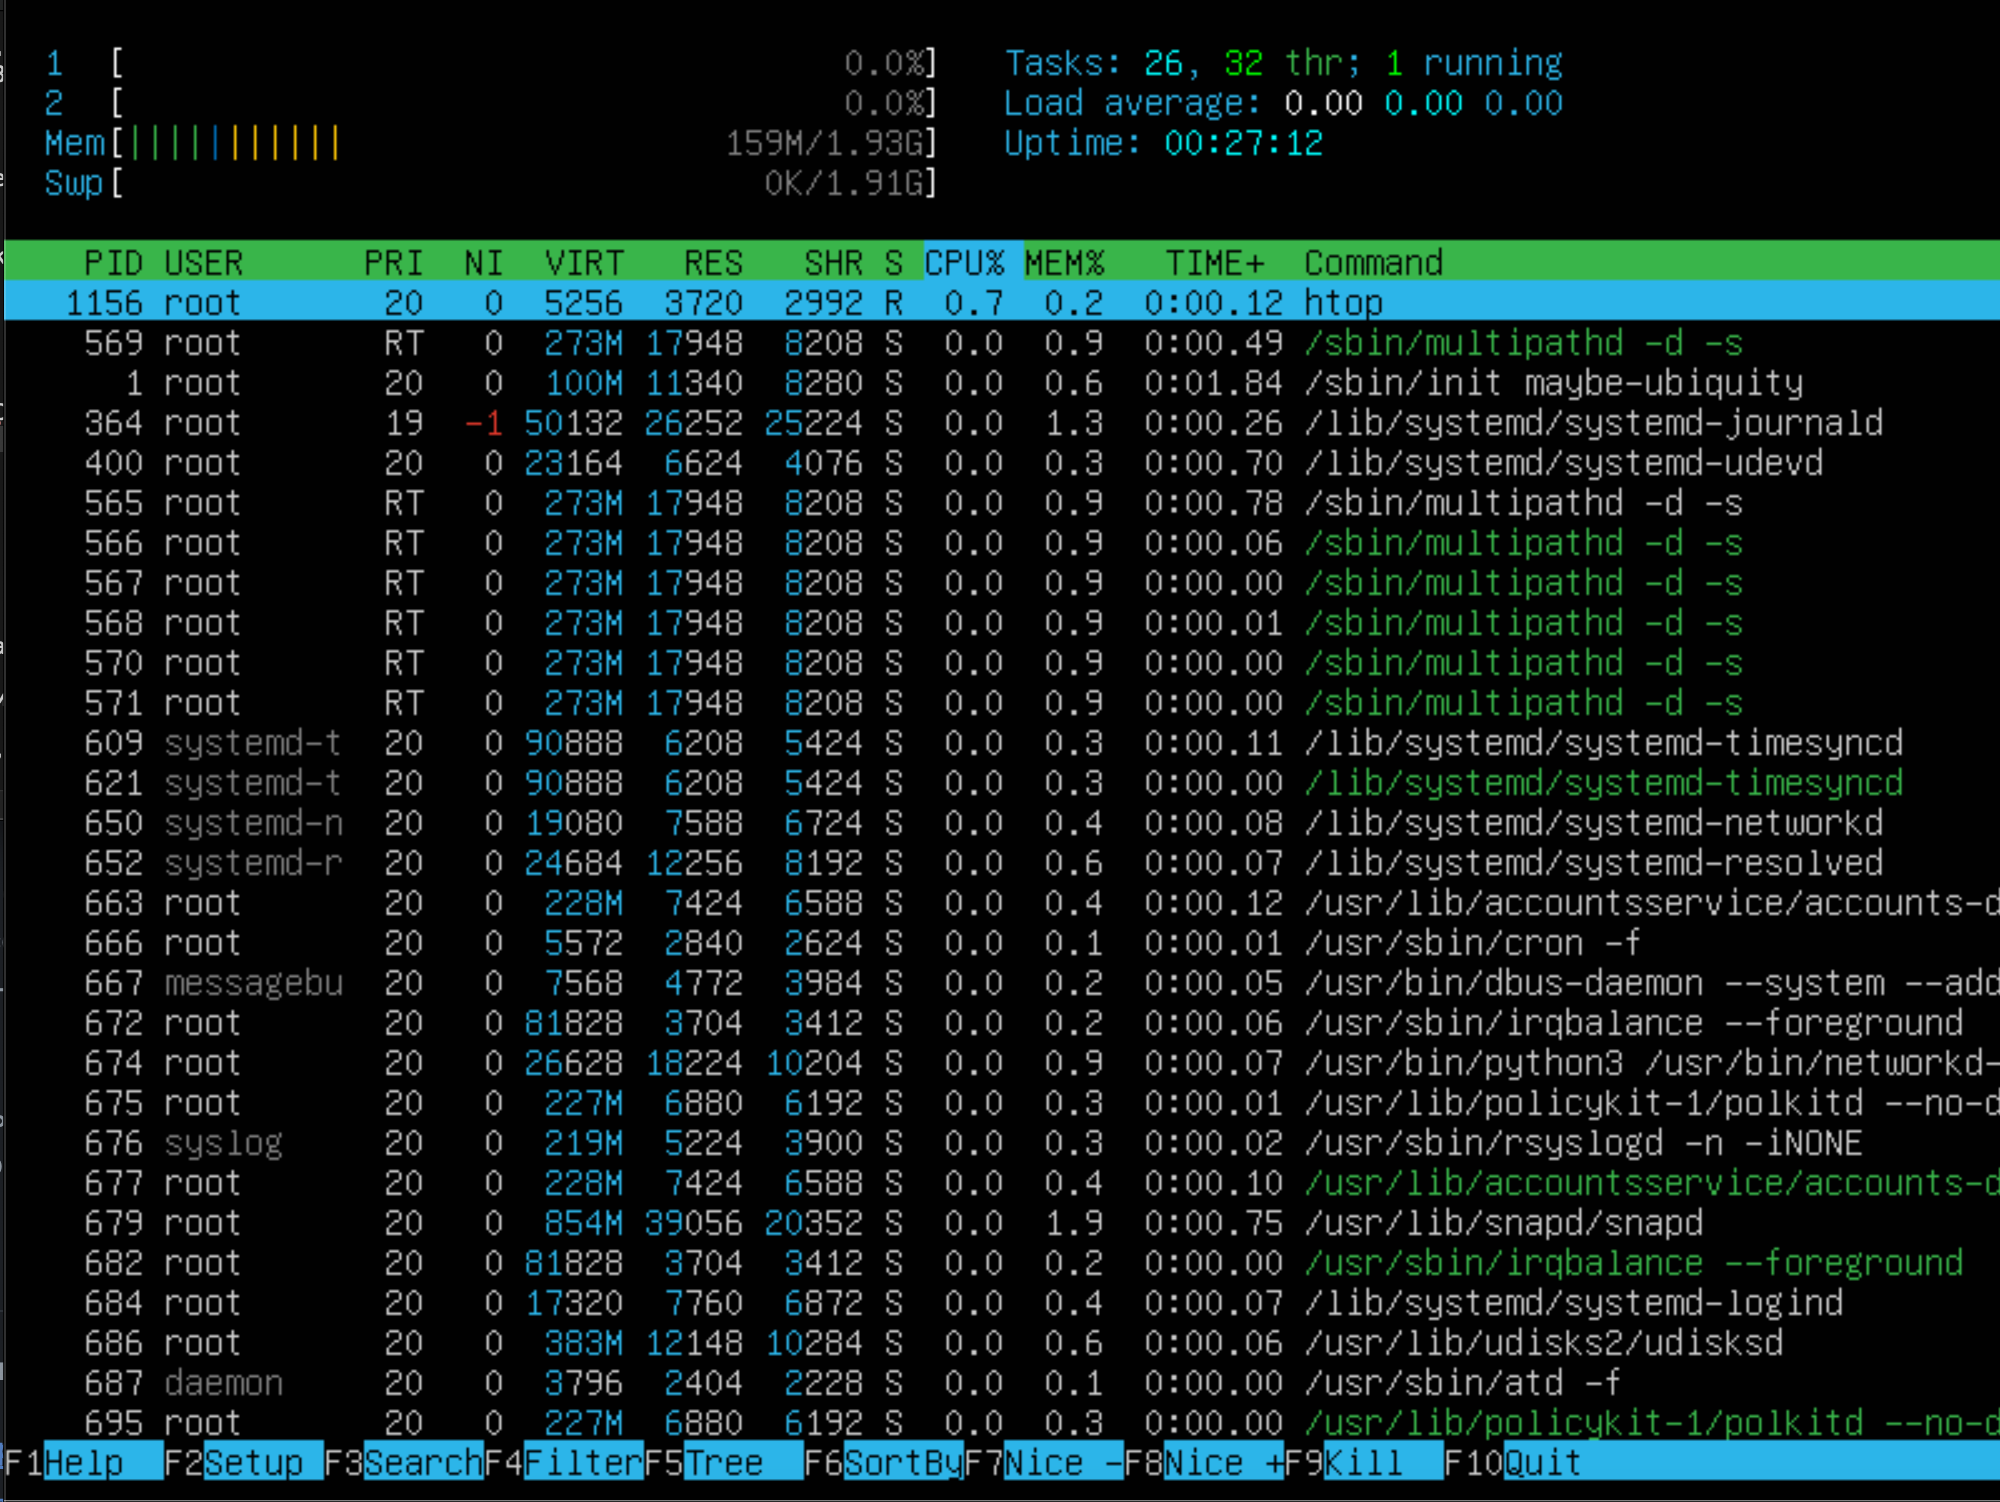 1 [ 0.0%] Tasks: 26, 32 thr; 1 running
2 [ 0.0%] Load average: 0.00 0.00 0.00
Mem[||||||||||| 159M/1.93G] Uptime: 00:27:12
Swp[ 0K/1.91G]
PID USER PRI NI VIRT RES SHR S CPU% MEM% TIME+ Command
1156 root 20 0 5256 3720 2992 R 0.7 0.2 0:00.12 htop
569 root RT 0 273M 17948 8208 S 0.0 0.9 0:00.49 /sbin/multipathd -d -s
1 root 20 0 100M 11340 8280 S 0.0 0.6 0:01.84 /sbin/init maybe-ubiquity
364 root 19 -1 50132 26252 25224 S 0.0 1.3 0:00.26 /lib/systemd/systemd-journald
400 root 20 0 23164 6624 4076 S 0.0 0.3 0:00.70 /lib/systemd/systemd-udevd
565 root RT 0 273M 17948 8208 S 0.0 0.9 0:00.78 /sbin/multipathd -d -s
566 root RT 0 273M 17948 8208 S 0.0 0.9 0:00.06 /sbin/multipathd -d -s
567 root RT 0 273M 17948 8208 S 0.0 0.9 0:00.00 /sbin/multipathd -d -s
568 root RT 0 273M 17948 8208 S 0.0 0.9 0:00.01 /sbin/multipathd -d -s
570 root RT 0 273M 17948 8208 S 0.0 0.9 0:00.00 /sbin/multipathd -d -s
571 root RT 0 273M 17948 8208 S 0.0 0.9 0:00.00 /sbin/multipathd -d -s
609 systemd-t 20 0 90888 6208 5424 S 0.0 0.3 0:00.11 /lib/systemd/systemd-timesyncd
621 systemd-t 20 0 90888 6208 5424 S 0.0 0.3 0:00.00 /lib/systemd/systemd-timesyncd
650 systemd-n 20 0 19080 7588 6724 S 0.0 0.4 0:00.08 /lib/systemd/systemd-networkd
652 systemd-r 20 0 24684 12256 8192 S 0.0 0.6 0:00.07 /lib/systemd/systemd-resolved
663 root 20 0 228M 7424 6588 S 0.0 0.4 0:00.12 /usr/lib/accountsservice/accounts-d
666 root 20 0 5572 2840 2624 S 0.0 0.1 0:00.01 /usr/sbin/cron -f
667 messagebu 20 0 7568 4772 3984 S 0.0 0.2 0:00.05 /usr/bin/dbus-daemon --system --add
672 root 20 0 81828 3704 3412 S 0.0 0.2 0:00.06 /usr/sbin/irqbalance --foreground
674 root 20 0 26628 18224 10204 S 0.0 0.9 0:00.07 /usr/bin/python3 /usr/bin/networkd-
675 root 20 0 227M 6880 6192 S 0.0 0.3 0:00.01 /usr/lib/policykit-1/polkitd --no-d
676 syslog 20 0 219M 5224 3900 S 0.0 0.3 0:00.02 /usr/sbin/rsyslogd -n -iNONE
677 root 20 0 228M 7424 6588 S 0.0 0.4 0:00.10 /usr/lib/accountsservice/accounts-d
679 root 20 0 854M 39056 20352 S 0.0 1.9 0:00.75 /usr/lib/snapd/snapd
682 root 20 0 81828 3704 3412 S 0.0 0.2 0:00.00 /usr/sbin/irqbalance --foreground
684 root 20 0 17320 7760 6872 S 0.0 0.4 0:00.07 /lib/systemd/systemd-logind
686 root 20 0 383M 12148 10284 S 0.0 0.6 0:00.06 /usr/lib/udisks2/udisksd
687 daemon 20 0 3796 2404 2228 S 0.0 0.1 0:00.00 /usr/sbin/atd -f
695 root 20 0 227M 6880 6192 S 0.0 0.3 0:00.00 /usr/lib/policykit-1/polkitd --no-d
F1Help F2Setup F3SearchF4FilterF5Tree F6SortByF7Nice -F8Nice +F9Kill F10Quit